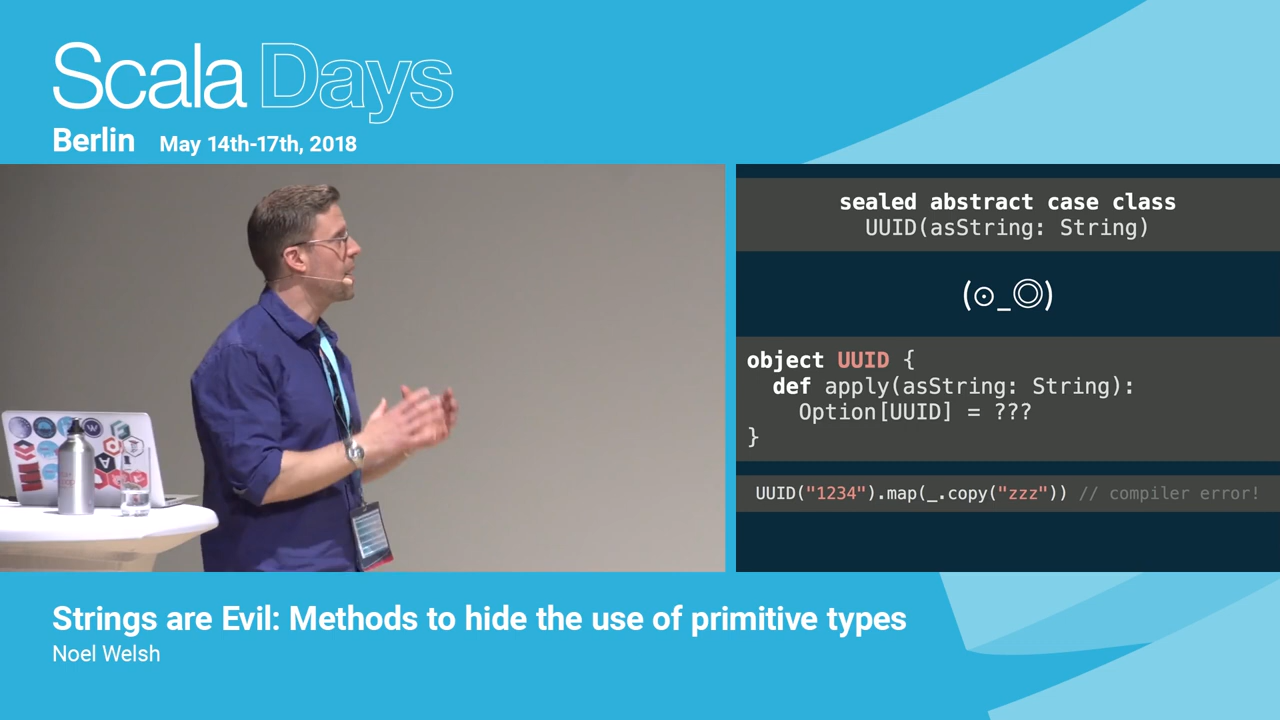 Scala Days
Berlin May 14th-17th, 2018
sealed abstract case class
UUID(asString: String)
(⊙_◎)
object UUID {
  def apply(asString: String):
    Option[UUID] = ???
}
UUID("1234").map(_.copy("zzz")) // compiler error!
Strings are Evil: Methods to hide the use of primitive types
Noel Welsh